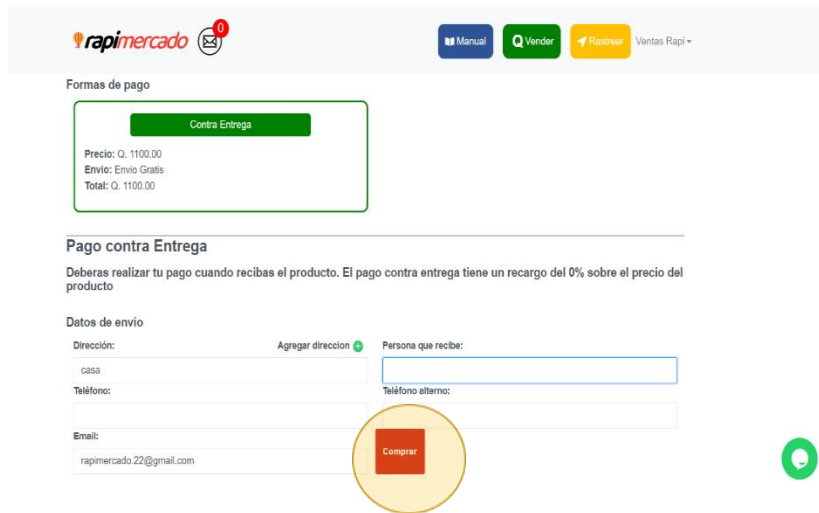 rapimercado 0
Manual Vender Rastrear Ventas Rapi
Formas de pago
Contra Entrega
Precio: Q. 1100.00
Envio: Envio Gratis
Total: Q. 1100.00
Pago contra Entrega
Deberas realizar tu pago cuando recibas el producto. El pago contra entrega tiene un recargo del 0% sobre el precio del
producto
Datos de envío
Dirección: Agregar direccion Persona que recibe:
casa
Teléfono: Teléfono alterno:
Email:
rapimercado.22@gmail.com
Comprar